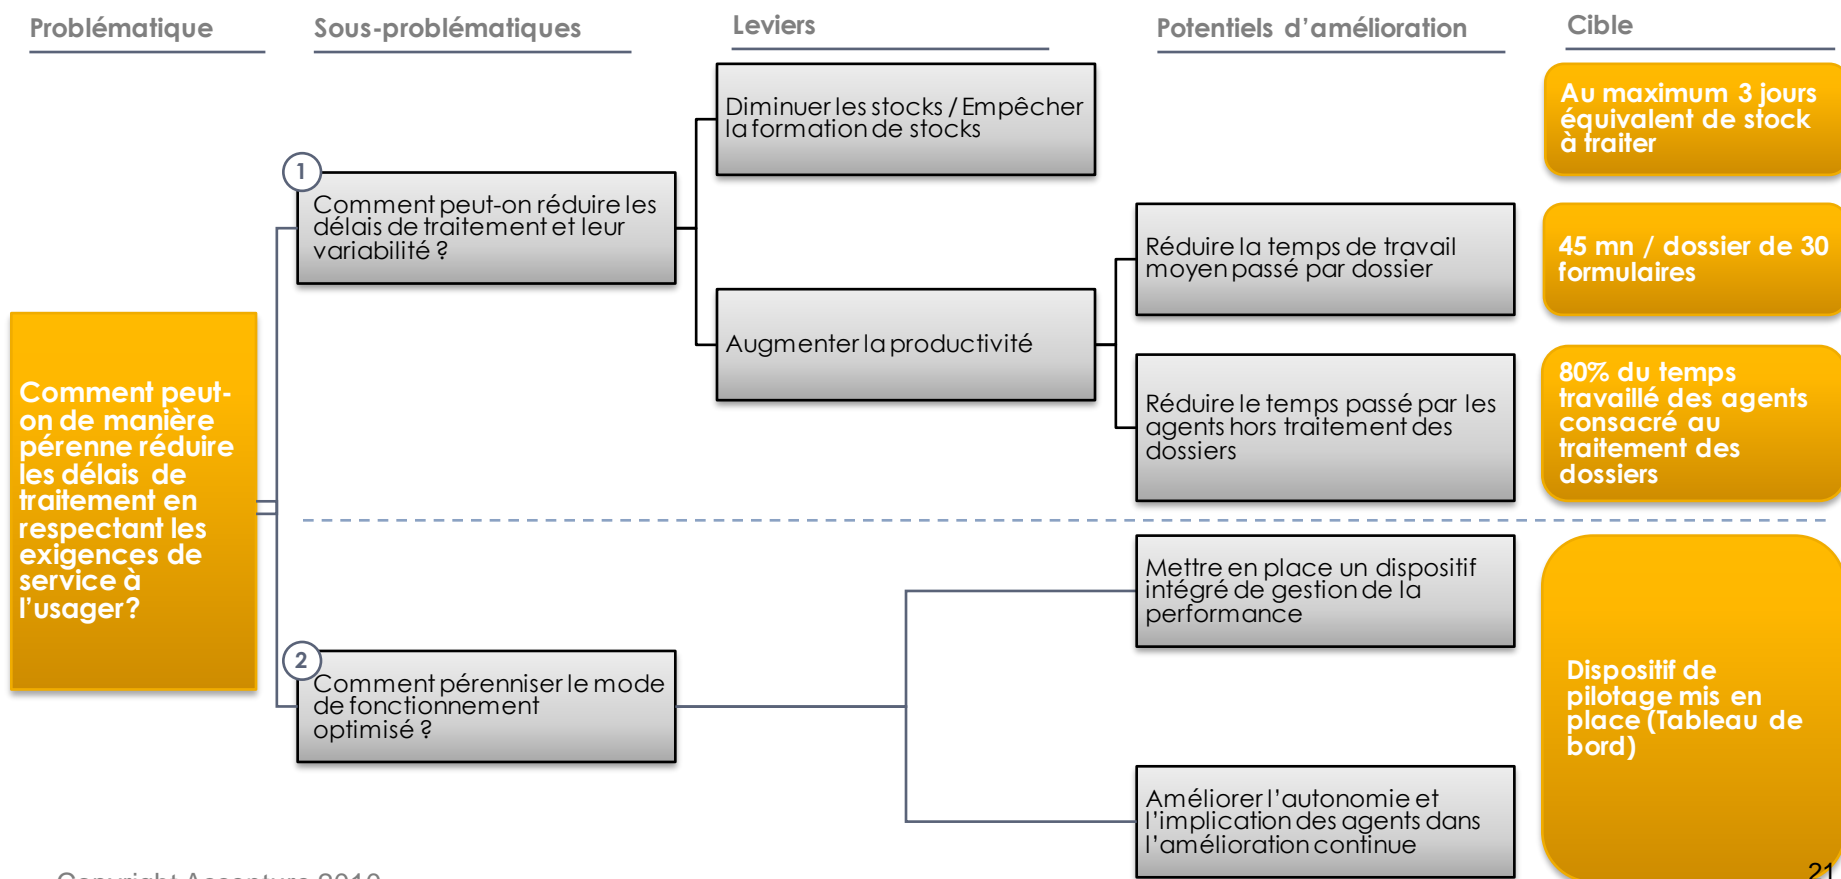 Problématique
Sous-problématiques
Leviers
Potentiels d’amélioration
Cible
Diminuer les stocks / Empêcher
la formation de stocks
Au maximum 3 jours
équivalent de stock
à traiter
1
Comment peut-on réduire les
délais de traitement et leur
variabilité ?
Réduire la temps de travail
moyen passé par dossier
45 mn / dossier de 30
formulaires
Augmenter la productivité
Réduire le temps passé par les
agents hors traitement des
dossiers
80% du temps
travaillé des agents
consacré au
traitement des
dossiers
Comment peut-
on de manière
pérenne réduire
les délais de
traitement en
respectant les
exigences de
service à
l’usager?
Mettre en place un dispositif
intégré de gestion de la
performance
2
Comment pérenniser le mode
de fonctionnement
optimisé ?
Dispositif de
pilotage mis en
place (Tableau de
bord)
Améliorer l’autonomie et
l’implication des agents dans
l’amélioration continue
21